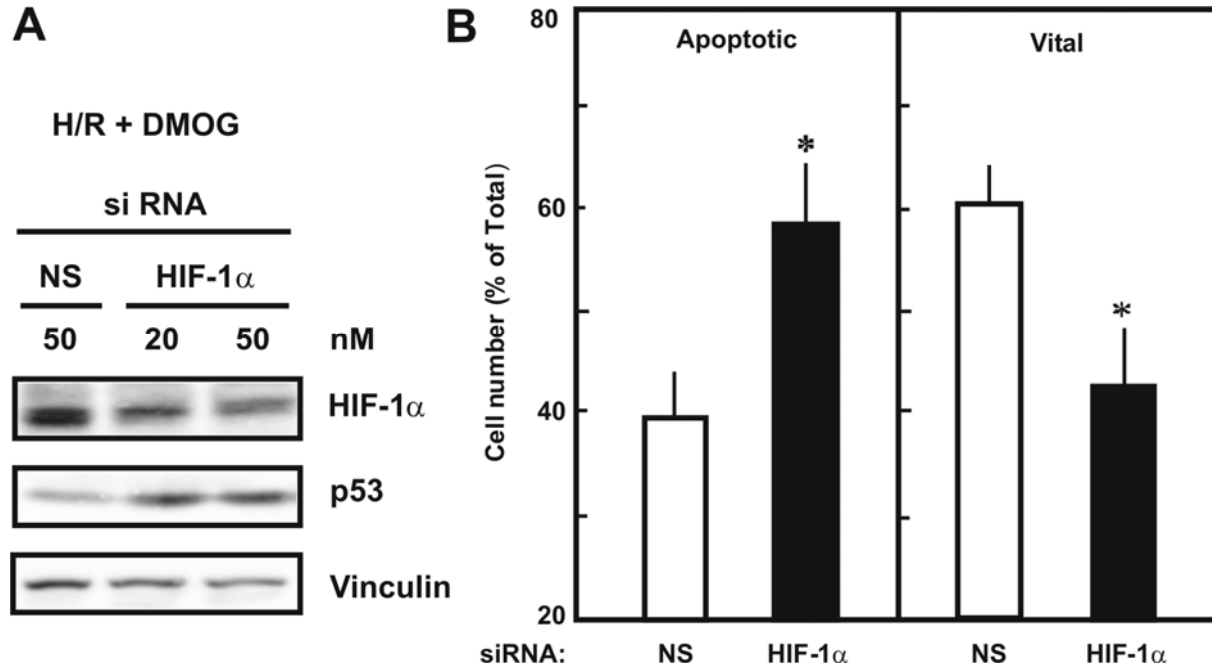 A
H/R + DMOG
si RNA
NS HIF-1α
50 20 50 nM
HIF-1α
p53
Vinculin
B
80
60
40
20
Cell number (% of Total)
Apoptotic Vital
*
*
siRNA: NS HIF-1α NS HIF-1α